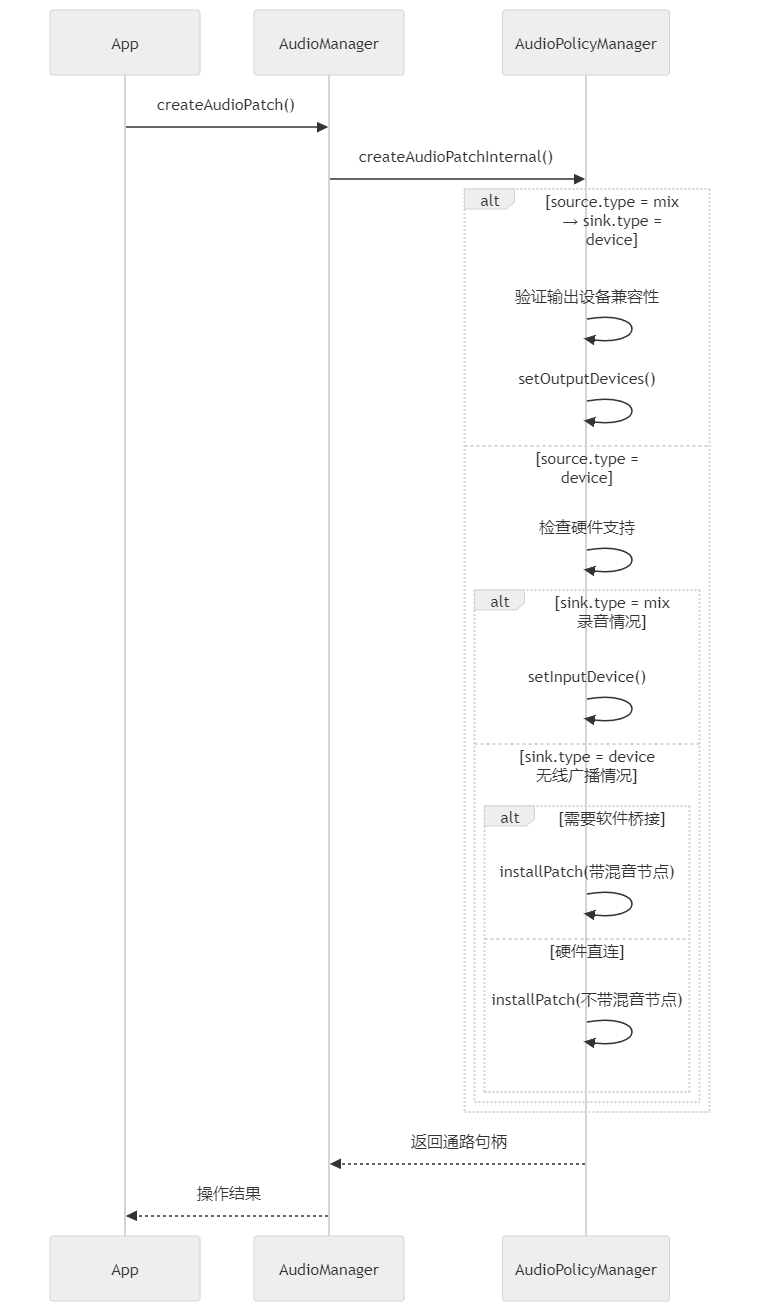 App
AudioManager
AudioPolicyManager
createAudioPatch()
createAudioPatchInternal()
alt
[source.type = mix
→ sink.type =
device]
验证输出设备兼容性
setOutputDevices()
[source.type =
device]
检查硬件支持
alt
[sink.type = mix
录音情况]
setInputDevice()
[sink.type = device
无线广播情况]
alt
[需要软件桥接]
installPatch(带混音节点)
[硬件直连]
installPatch(不带混音节点)
返回通路句柄
操作结果
App
AudioManager
AudioPolicyManager